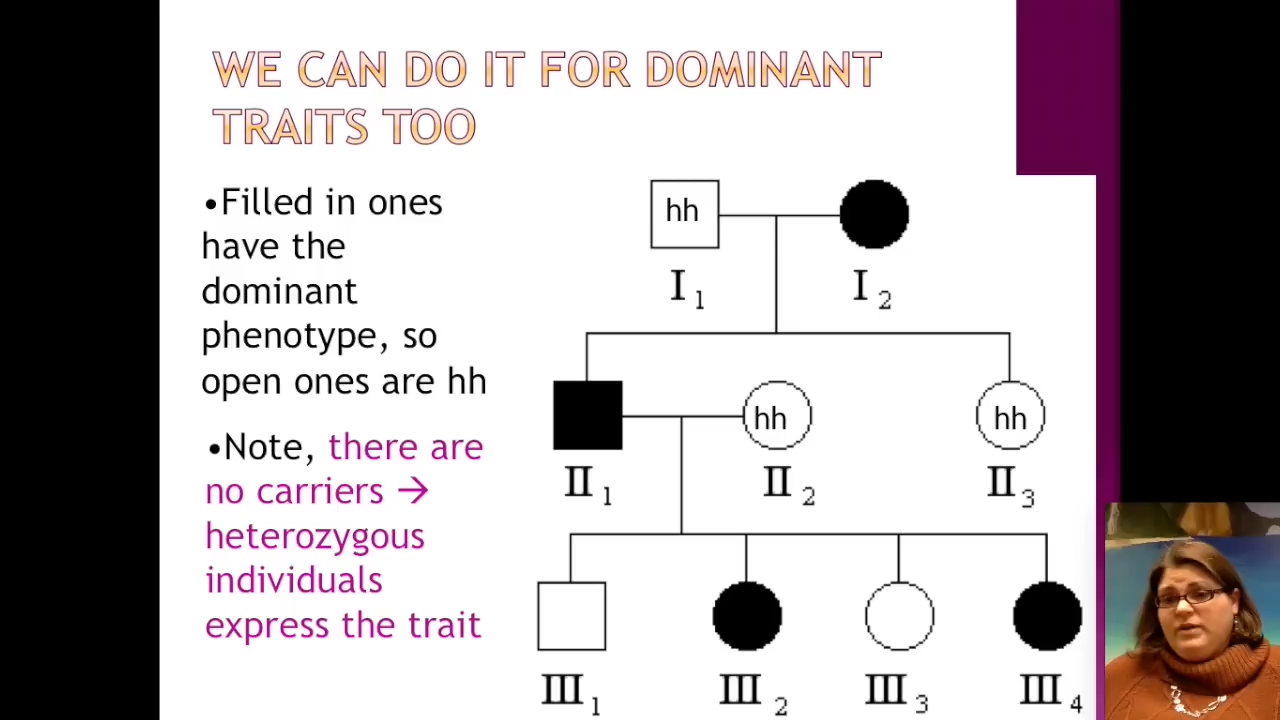 WE CAN DO IT FOR DOMINANT
TRAITS TOO
•Filled in ones
have the
dominant
phenotype, so
open ones are hh
•Note, there are
no carriers →
heterozygous
individuals
express the trait
hh
I 1 I 2
hh hh
II 1 II 2 II 3
III 1 III 2 III 3 III 4